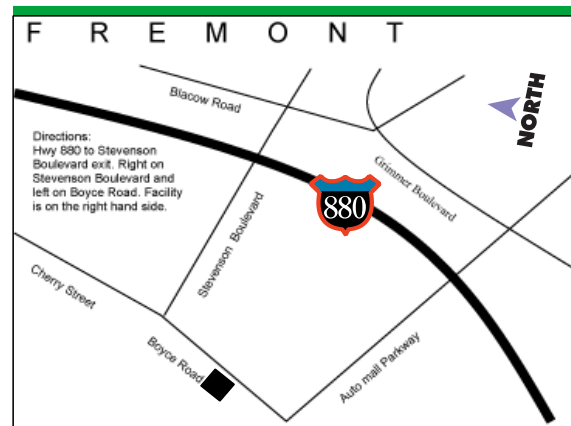 F R E M O N T
Blacow Road
NORTH
Directions:
Hwy 880 to Stevenson
Boulevard exit. Right on
Stevenson Boulevard and
left on Boyce Road. Facility
is on the right hand side.
Grimmer Boulevard
880
Stevenson Boulevard
Cherry Street
Boyce Road
Auto mall Parkway